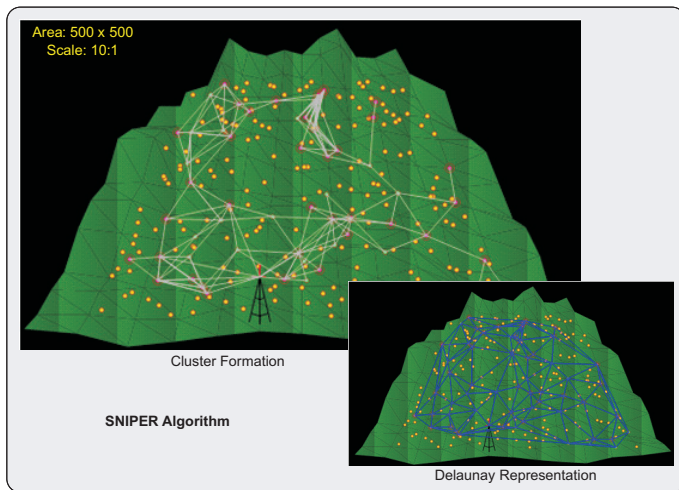 Area: 500 x 500
Scale: 10:1
Cluster Formation
SNIPER Algorithm
Delaunay Representation